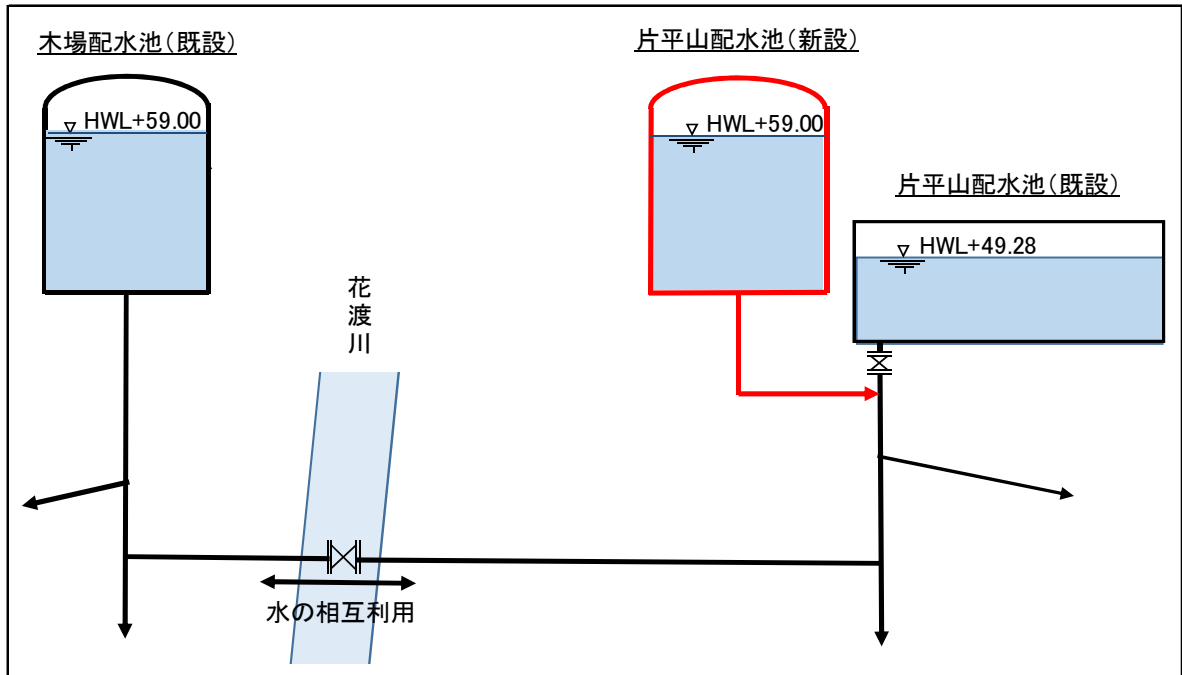 木場配水池(既設)
片平山配水池(新設)
HWL+59.00
HWL+59.00
片平山配水池(既設)
HWL+49.28
花渡川
水の相互利用